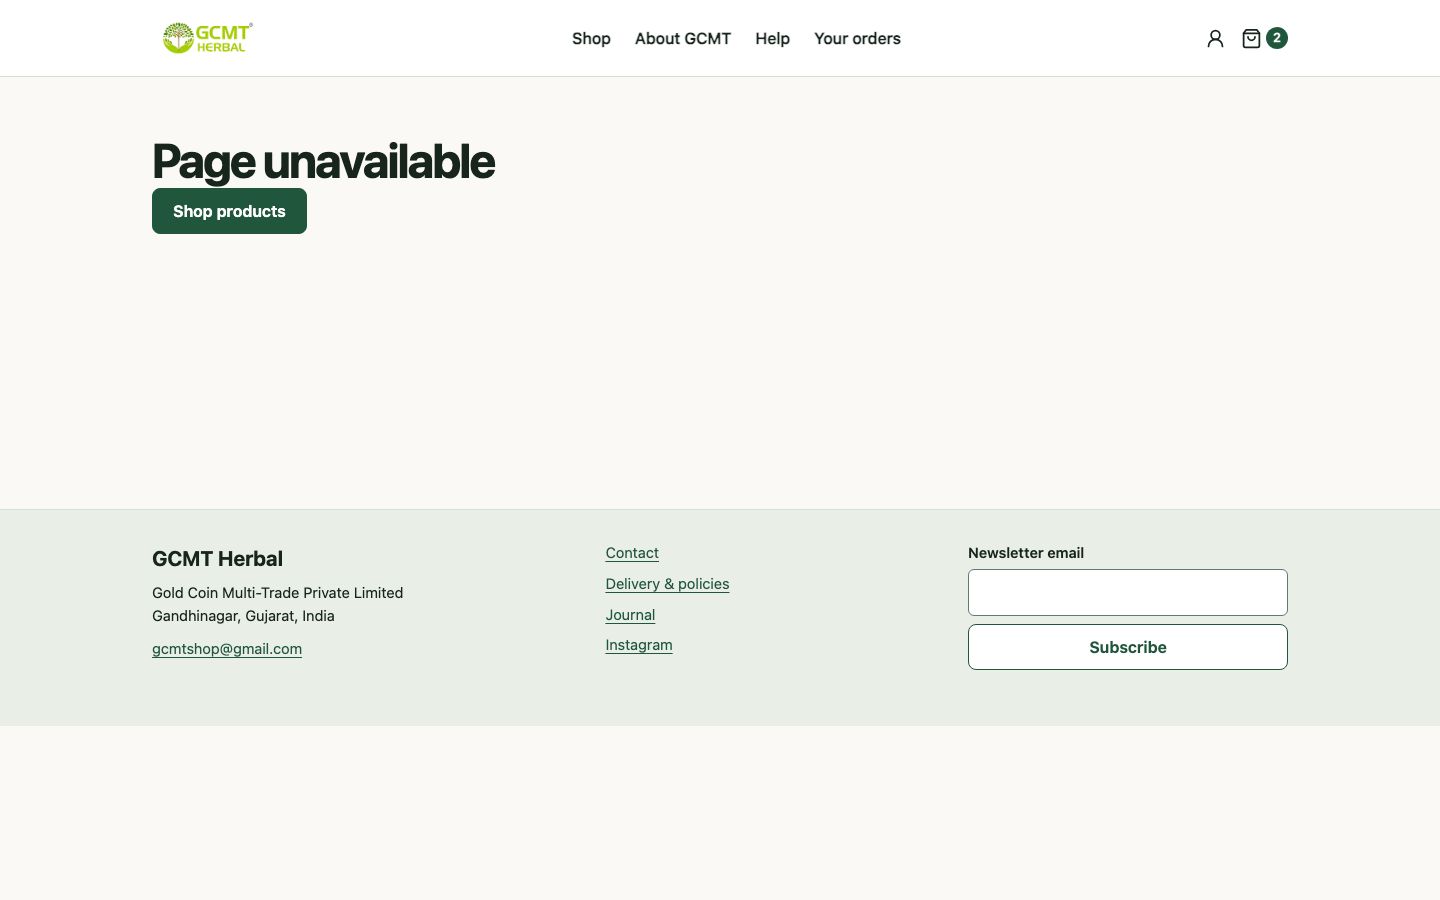 GCMT®
HERBAL
Shop
About GCMT
Help
Your orders
2
Page unavailable
Shop products
GCMT Herbal
Gold Coin Multi-Trade Private Limited
Gandhinagar, Gujarat, India
gcmtshop@gmail.com
Contact
Delivery & policies
Journal
Instagram
Newsletter email
Subscribe